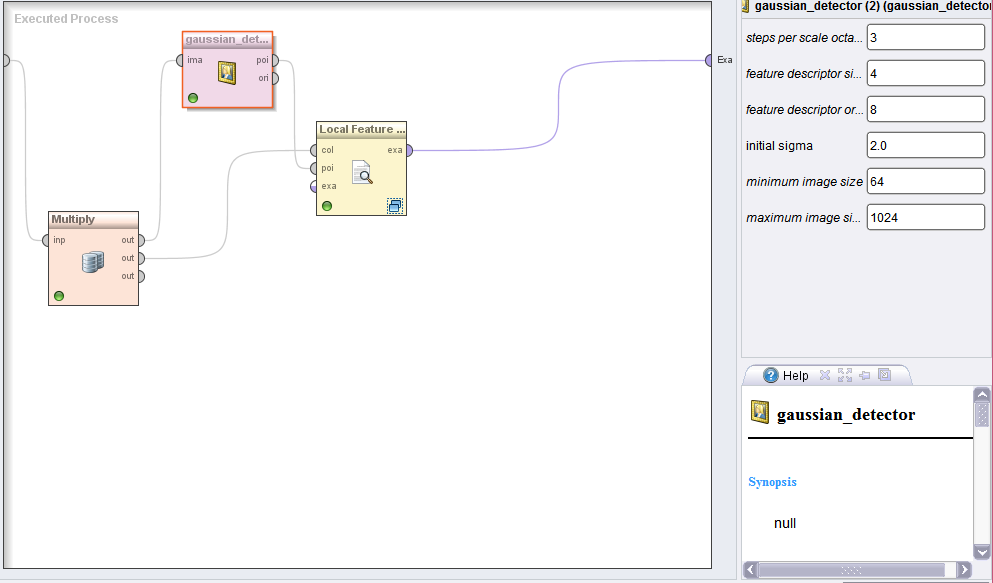 Executed Process
gaussian_det...
ima
poi
ori
Local Feature ...
col
exa
poi
exa
Multiply
inp
out
out
out
Exa
gaussian_detector (2) (gaussian_detector
steps per scale octa...
3
feature descriptor si...
4
feature descriptor or...
8
initial sigma
2.0
minimum image size
64
maximum image si...
1024
? Help
gaussian_detector
Synopsis
null